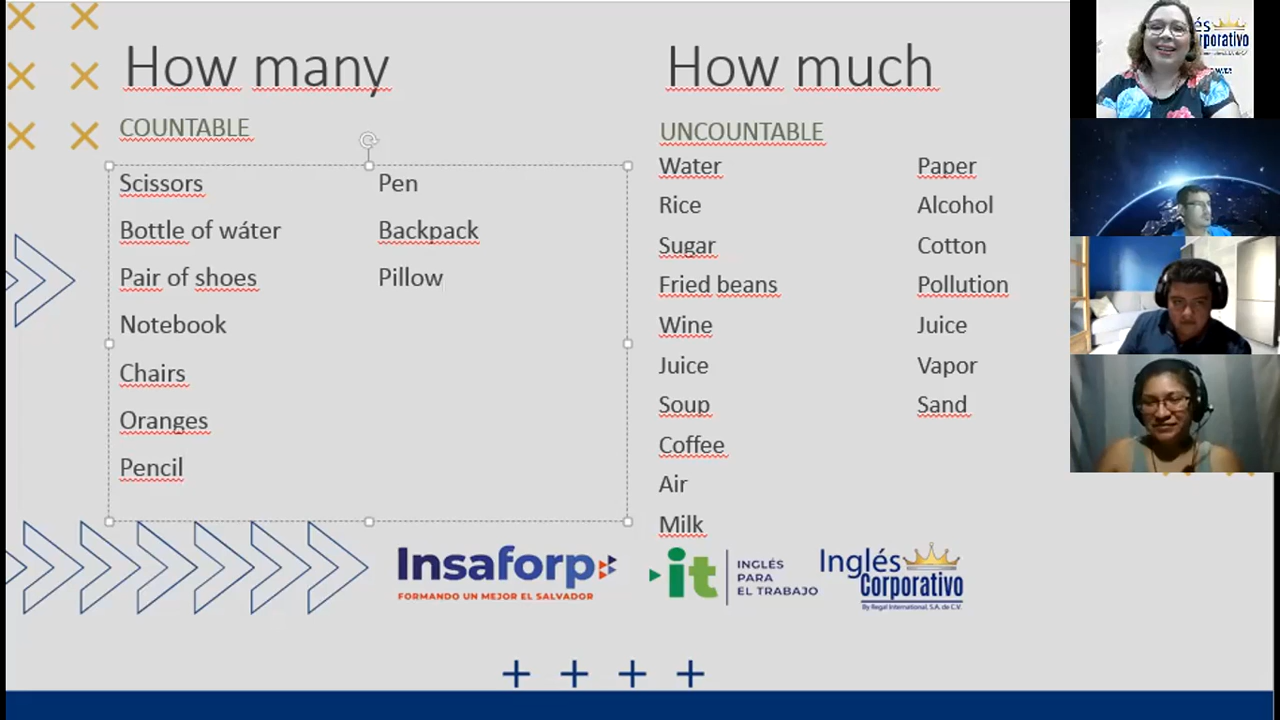 How many
COUNTABLE
Scissors
Bottle of wáter
Pair of shoes
Notebook
Chairs
Oranges
Pencil
Pen
Backpack
Pillow
How much
UNCOUNTABLE
Water
Rice
Sugar
Fried beans
Wine
Juice
Soup
Coffee
Air
Milk
Paper
Alcohol
Cotton
Pollution
Juice
Vapor
Sand
Insaforp
FORMANDO UN MEJOR EL SALVADOR
it
INGLÉS
PARA
EL TRABAJO
Inglés
Corporativo
By Regal International, S.A. de C.V.
és
rporativo